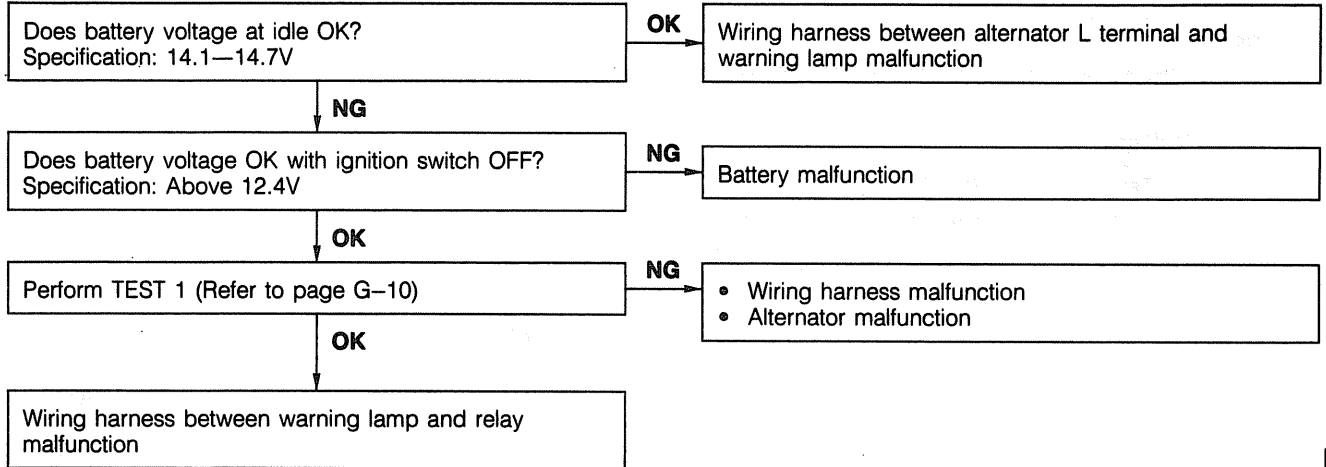 Does battery voltage at idle OK?
Specification: 14.1—14.7V
OK
Wiring harness between alternator L terminal and
warning lamp malfunction
NG
Does battery voltage OK with ignition switch OFF?
Specification: Above 12.4V
NG
Battery malfunction
OK
Perform TEST 1 (Refer to page G–10)
NG
• Wiring harness malfunction
• Alternator malfunction
OK
Wiring harness between warning lamp and relay
malfunction